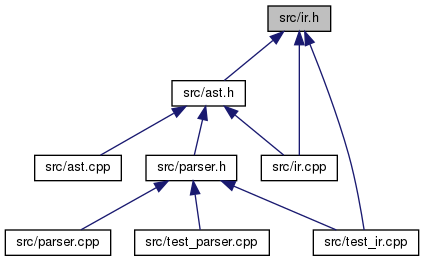 src/ir.h
src/ast.h
src/ast.cpp
src/parser.h
src/ir.cpp
src/parser.cpp
src/test_parser.cpp
src/test_ir.cpp